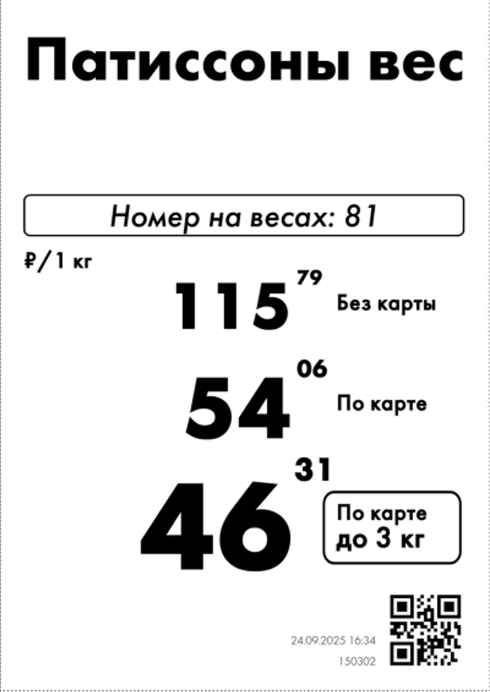 Патиссоны вес
Номер на весах: 81
₽/1 кг
115 79 Без карты
54 06 По карте
46 31 По карте
до 3 кг
24.09.2025 16:34
150302